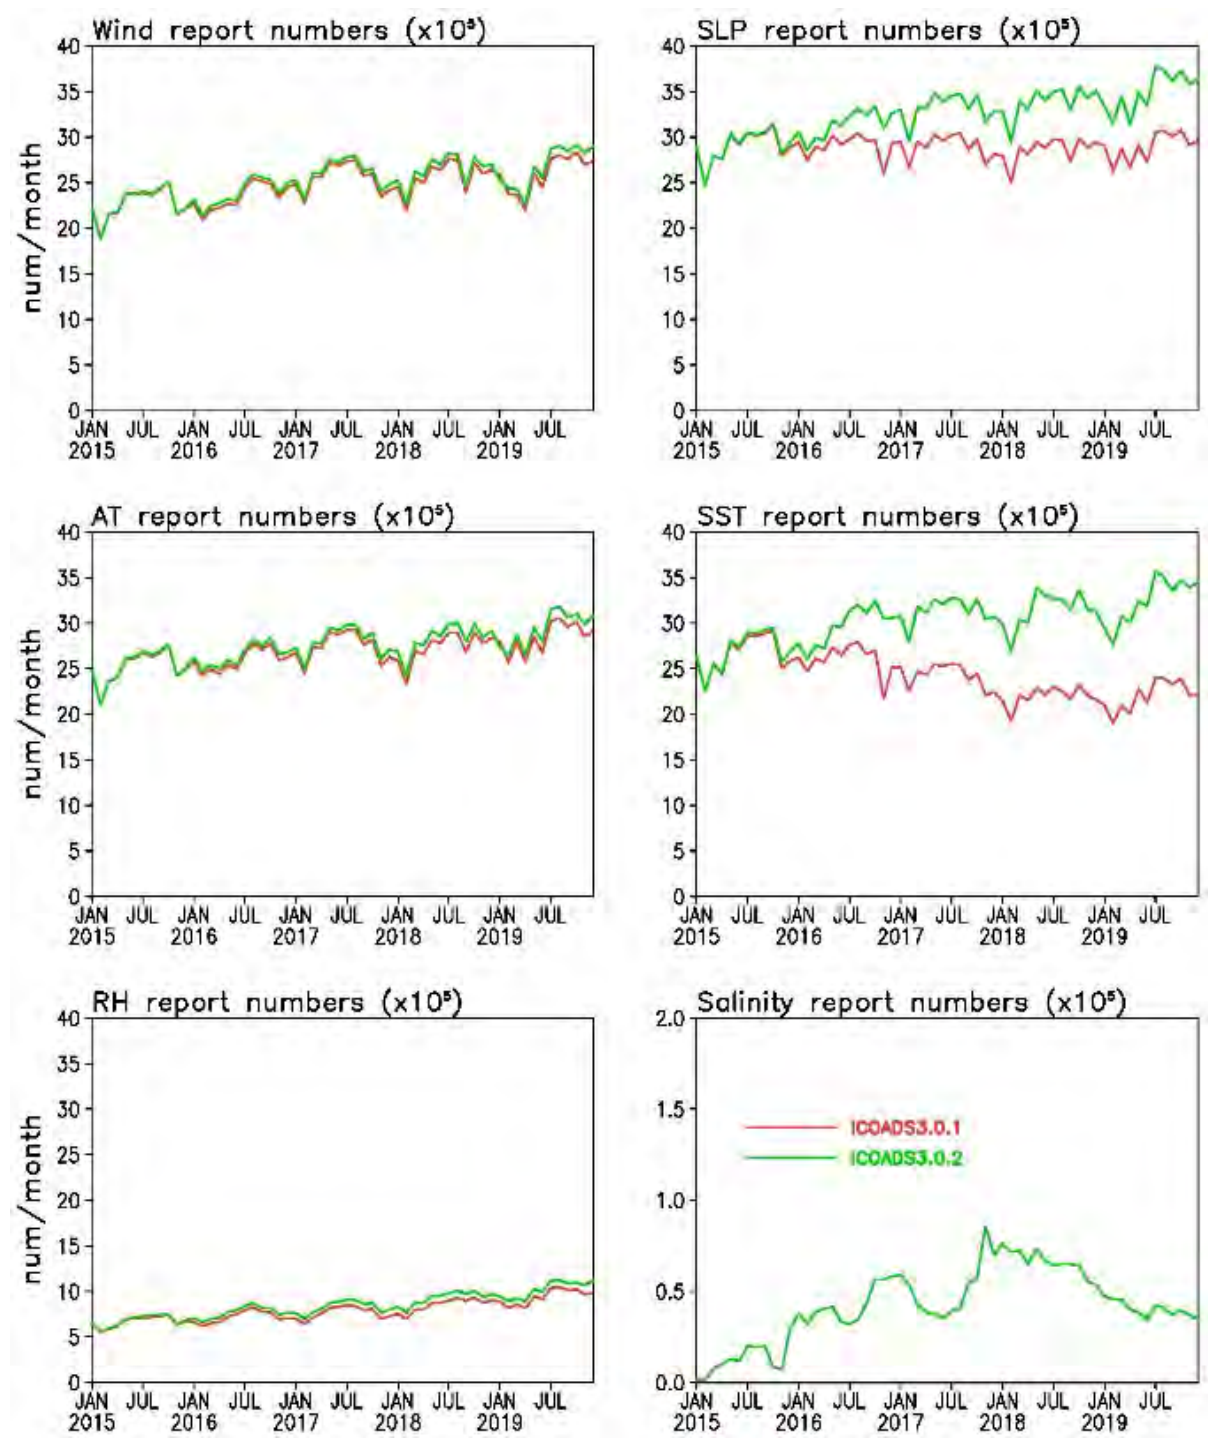 Wind report numbers (x10⁵)
num/month
40
35
30
25
20
15
10
5
0
JAN JUL JAN JUL JAN JUL JAN JUL JAN JUL
2015 2016 2017 2018 2019
SLP report numbers (x10⁵)
40
35
30
25
20
15
10
5
0
JAN JUL JAN JUL JAN JUL JAN JUL JAN JUL
2015 2016 2017 2018 2019
AT report numbers (x10⁵)
num/month
40
35
30
25
20
15
10
5
0
JAN JUL JAN JUL JAN JUL JAN JUL JAN JUL
2015 2016 2017 2018 2019
SST report numbers (x10⁵)
40
35
30
25
20
15
10
5
0
JAN JUL JAN JUL JAN JUL JAN JUL JAN JUL
2015 2016 2017 2018 2019
RH report numbers (x10⁵)
num/month
40
35
30
25
20
15
10
5
0
JAN JUL JAN JUL JAN JUL JAN JUL JAN JUL
2015 2016 2017 2018 2019
Salinity report numbers (x10⁵)
2.0
1.5
1.0
0.5
0.0
ICOADS3.0.1
ICOADS3.0.2
JAN JUL JAN JUL JAN JUL JAN JUL JAN JUL
2015 2016 2017 2018 2019